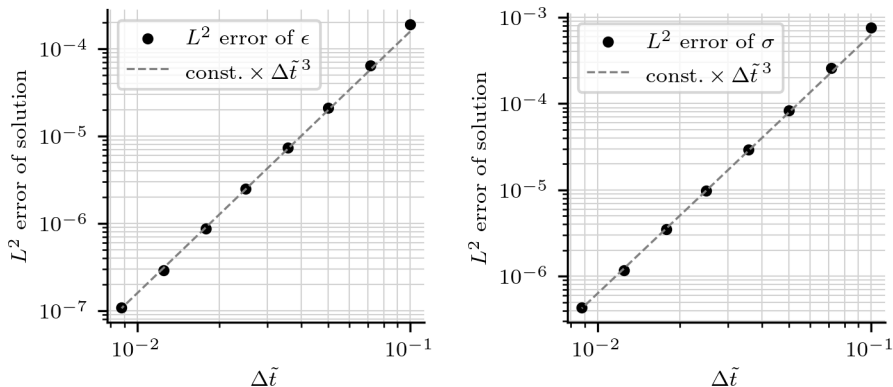 L² error of solution
10⁻⁴
10⁻⁵
10⁻⁶
10⁻⁷
L² error of ϵ
const. × Δt̃³
10⁻²
10⁻¹
Δt̃
L² error of solution
10⁻³
10⁻⁴
10⁻⁵
10⁻⁶
L² error of σ
const. × Δt̃³
10⁻²
10⁻¹
Δt̃